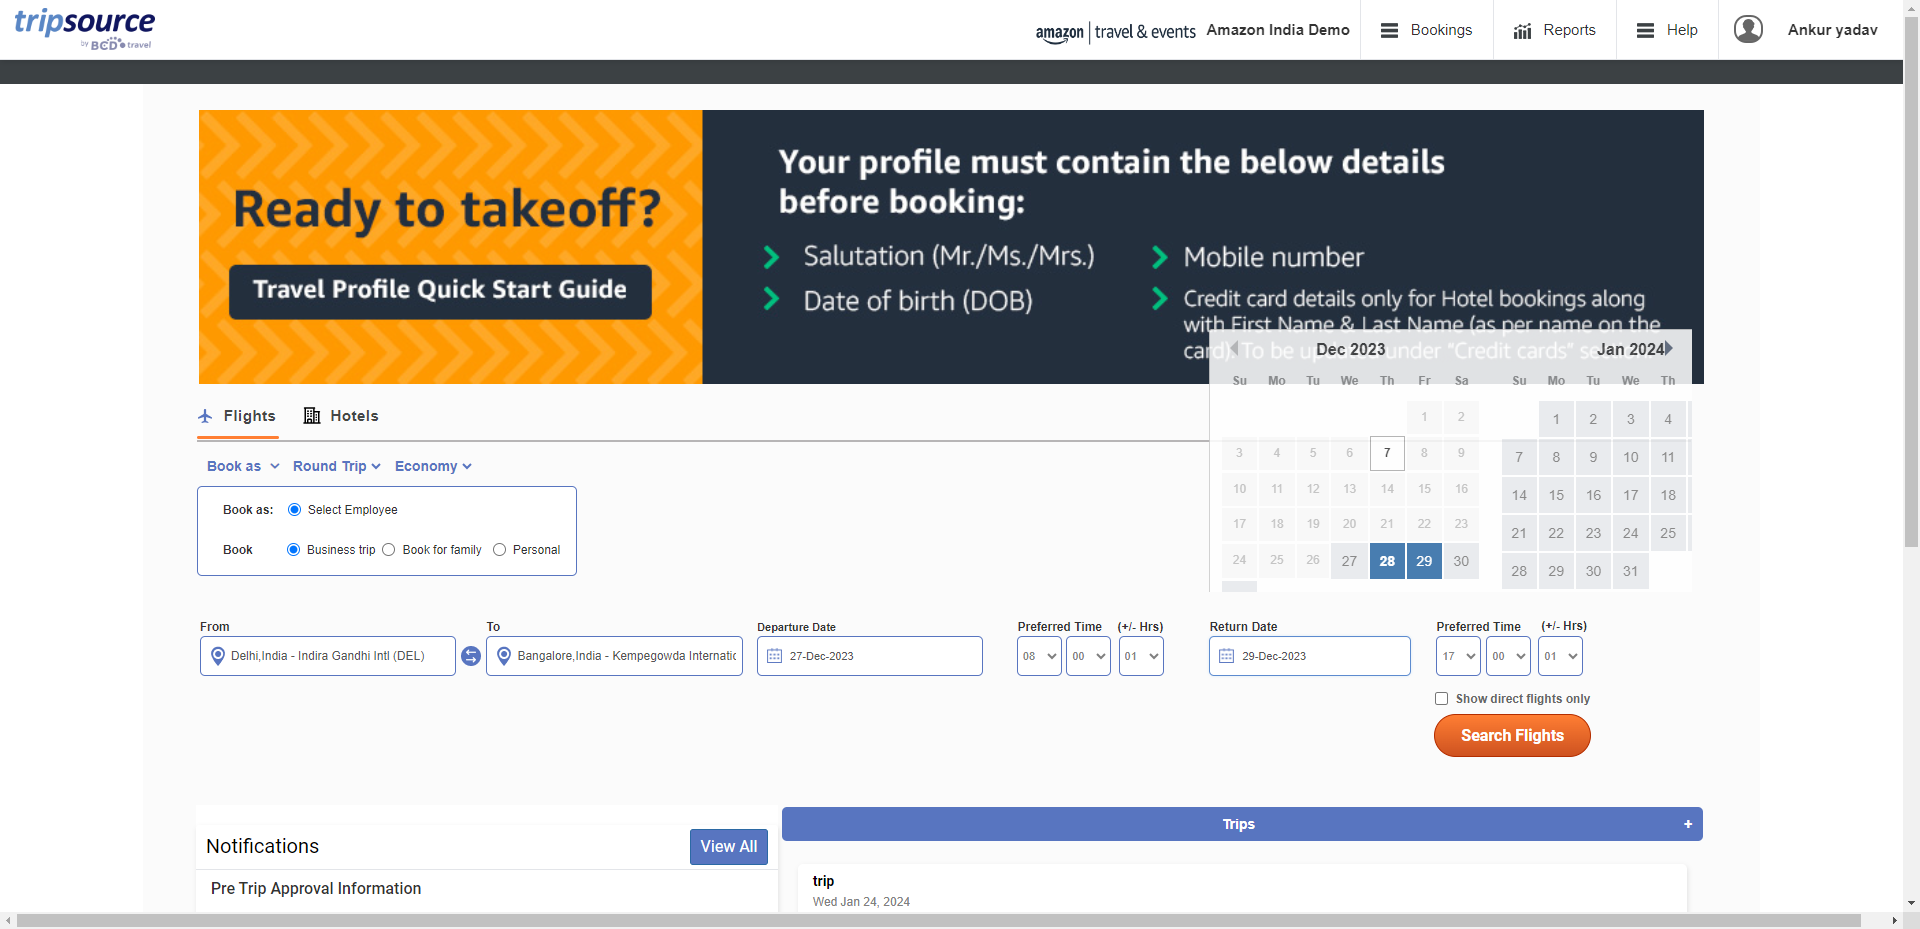 tripsource
by BCD travel
amazon | travel & events
Amazon India Demo
Bookings
Reports
Help
Ankur yadav
Ready to takeoff?
Travel Profile Quick Start Guide
Your profile must contain the below details
before booking:
Salutation (Mr./Ms./Mrs.)
Mobile number
Date of birth (DOB)
Credit card details only for Hotel bookings along
with First Name & Last Name (as per name on the
card). To be updated under “Credit cards”
Dec 2023
Jan 2024
Su Mo Tu We Th Fr Sa
Su Mo Tu We Th
1 2
1 2 3 4
3 4 5 6 7 8 9
7 8 9 10 11
10 11 12 13 14 15 16
14 15 16 17 18
17 18 19 20 21 22 23
21 22 23 24 25
24 25 26 27 28 29 30
28 29 30 31
Flights
Hotels
Book as
Round Trip
Economy
Book as: Select Employee
Book Business trip Book for family Personal
From
To
Departure Date
Preferred Time (+/- Hrs)
Return Date
Preferred Time (+/- Hrs)
Delhi,India - Indira Gandhi Intl (DEL)
Bangalore,India - Kempegowda Internatic
27-Dec-2023
08 00 01
29-Dec-2023
17 00 01
Show direct flights only
Search Flights
Trips +
Notifications
View All
Pre Trip Approval Information
trip
Wed Jan 24, 2024